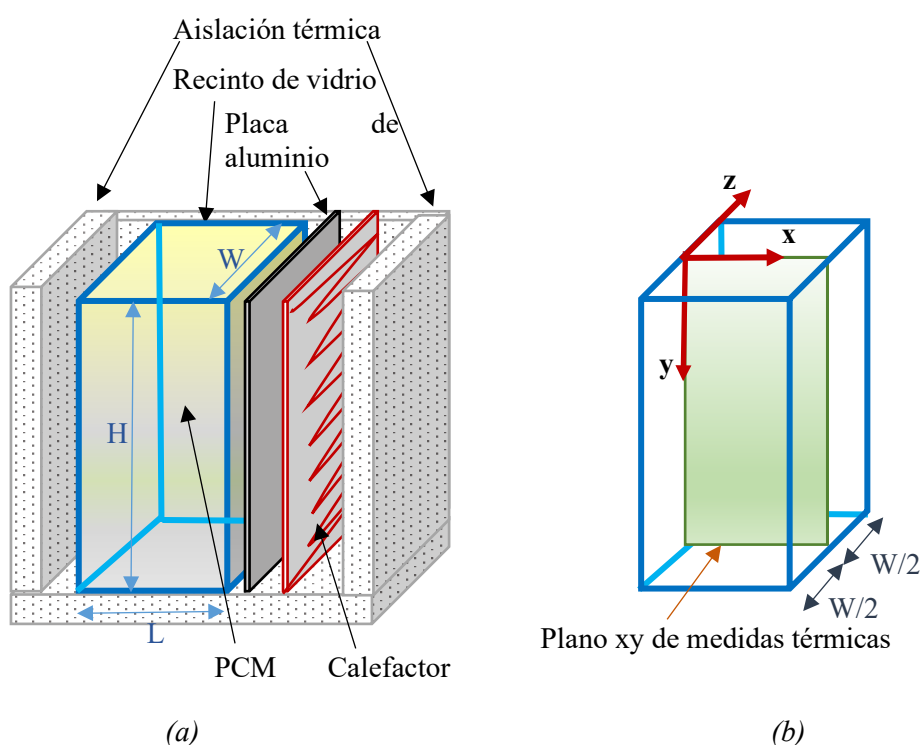 Aislación térmica
Recinto de vidrio
Placa de
aluminio
W
H
L
PCM
Calefactor
(a)
z
x
y
W/2
W/2
Plano xy de medidas térmicas
(b)